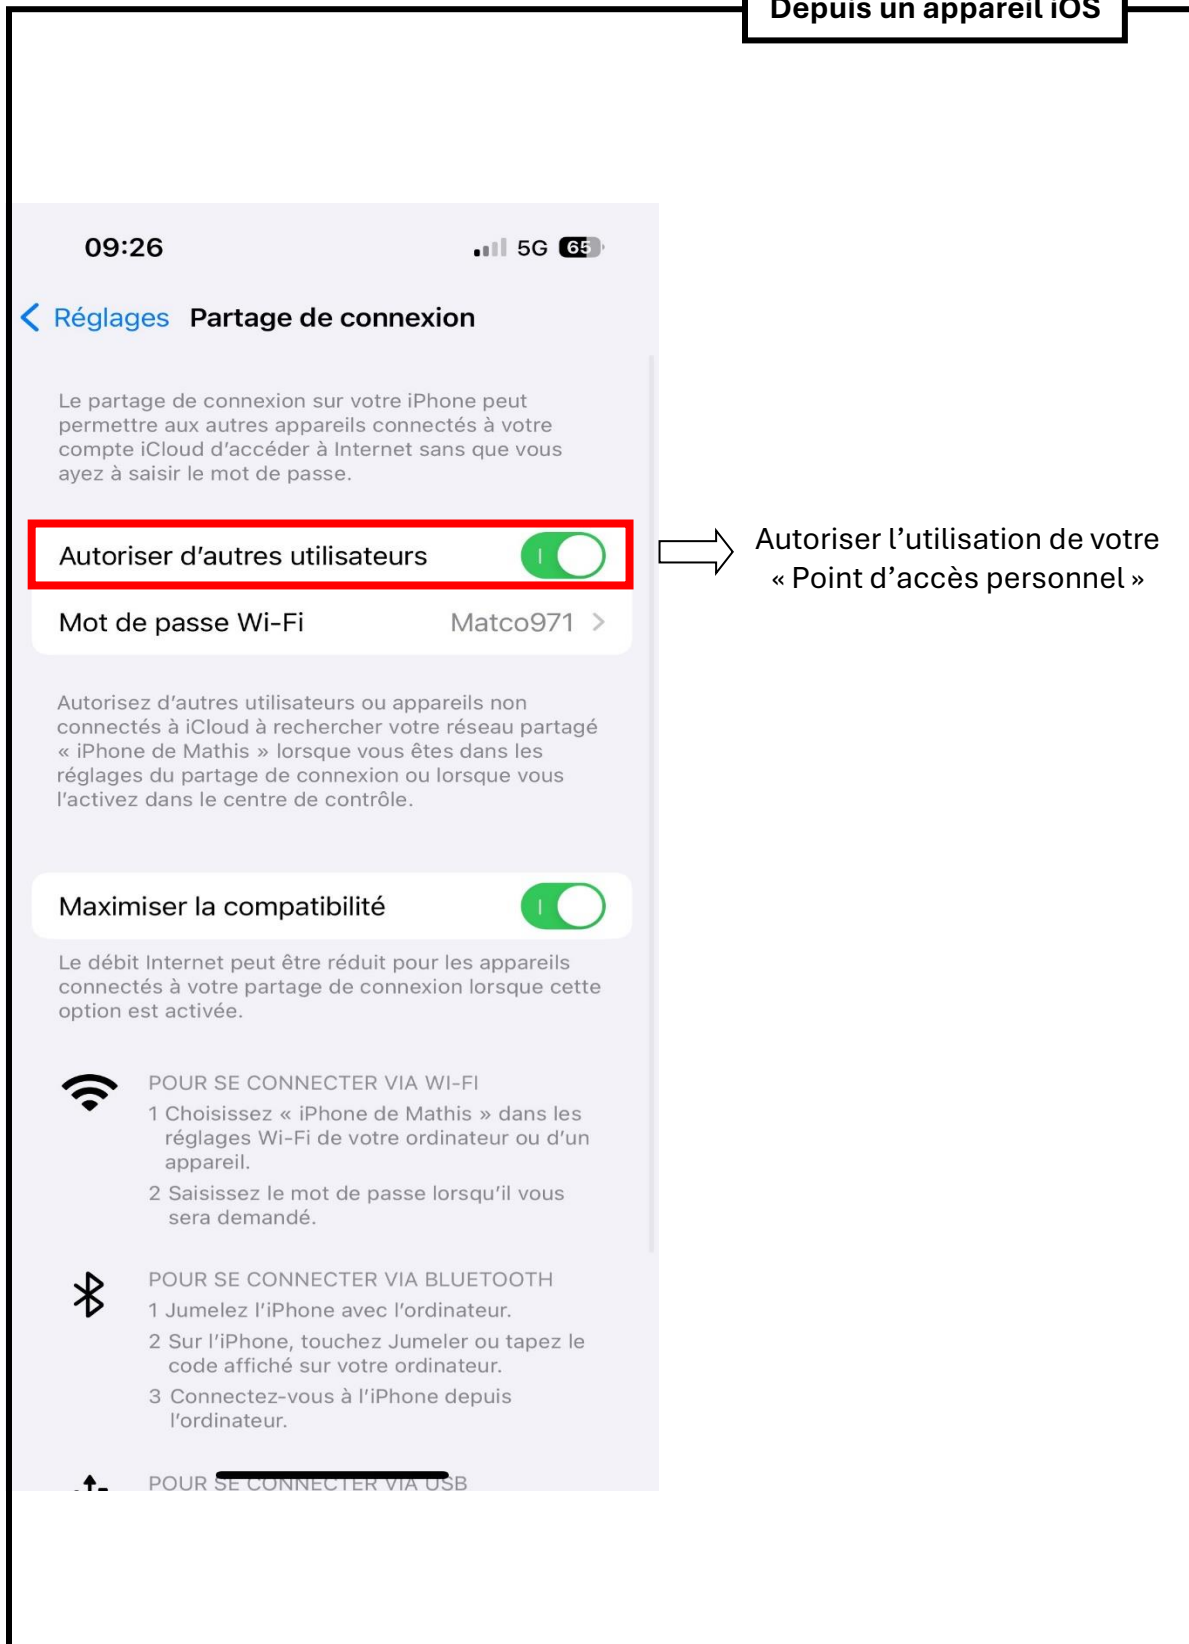 Depuis un appareil iOS
09:26
5G 65
Réglages Partage de connexion
Le partage de connexion sur votre iPhone peut
permettre aux autres appareils connectés à votre
compte iCloud d'accéder à Internet sans que vous
ayez à saisir le mot de passe.
Autoriser d'autres utilisateurs
Autoriser l'utilisation de votre
« Point d'accès personnel »
Mot de passe Wi-Fi Matco971
Autorisez d'autres utilisateurs ou appareils non
connectés à iCloud à rechercher votre réseau partagé
« iPhone de Mathis » lorsque vous êtes dans les
réglages du partage de connexion ou lorsque vous
l'activez dans le centre de contrôle.
Maximiser la compatibilité
Le débit Internet peut être réduit pour les appareils
connectés à votre partage de connexion lorsque cette
option est activée.
POUR SE CONNECTER VIA WI-FI
1 Choisissez « iPhone de Mathis » dans les
réglages Wi-Fi de votre ordinateur ou d'un
appareil.
2 Saisissez le mot de passe lorsqu'il vous
sera demandé.
POUR SE CONNECTER VIA BLUETOOTH
1 Jumelez l'iPhone avec l'ordinateur.
2 Sur l'iPhone, touchez Jumeler ou tapez le
code affiché sur votre ordinateur.
3 Connectez-vous à l'iPhone depuis
l'ordinateur.
POUR SE CONNECTER VIA USB